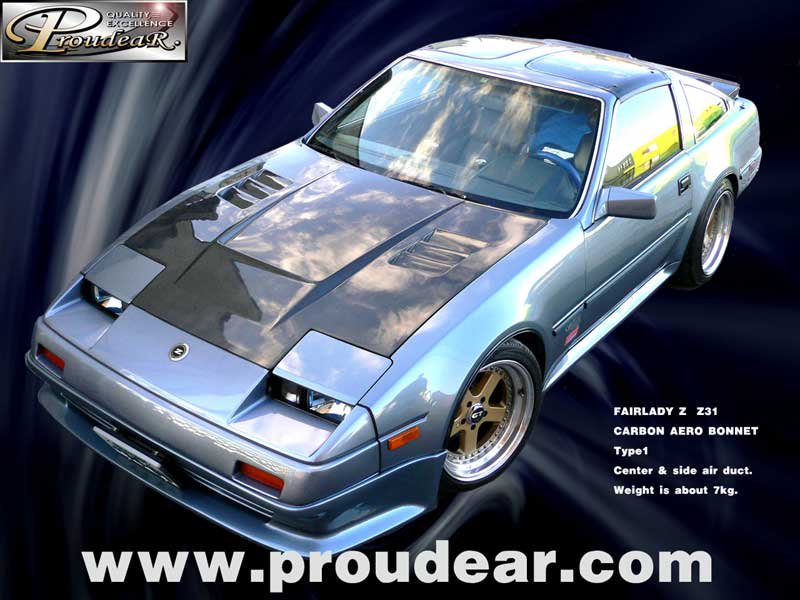 QUALITY=
EXCELLENCE
ProudeaR.
FAIRLADY Z Z31
CARBON AERO BONNET
Type1
Center & side air duct.
Weight is about 7kg.
www.proudear.com